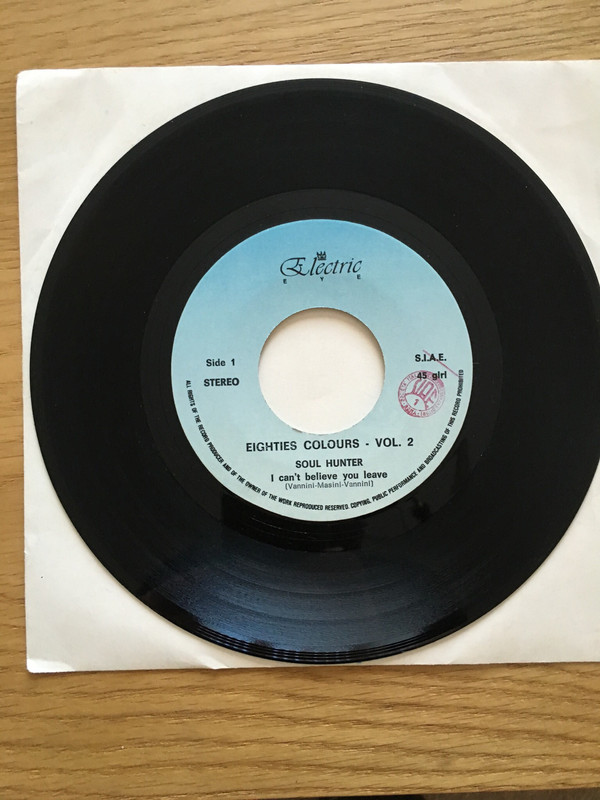 Electric
EYE
Side 1
STEREO
S.I.A.E.
45 giri
EIGHTIES COLOURS - VOL. 2
SOUL HUNTER
I can't believe you leave
(Vannini-Masini-Vannini)
ALL RIGHTS OF THE RECORD PRODUCER AND OF THE OWNER OF THE WORK REPRODUCED RESERVED. COPYING, PUBLIC PERFORMANCE AND BROADCASTING OF THIS RECORD PROHIBITED